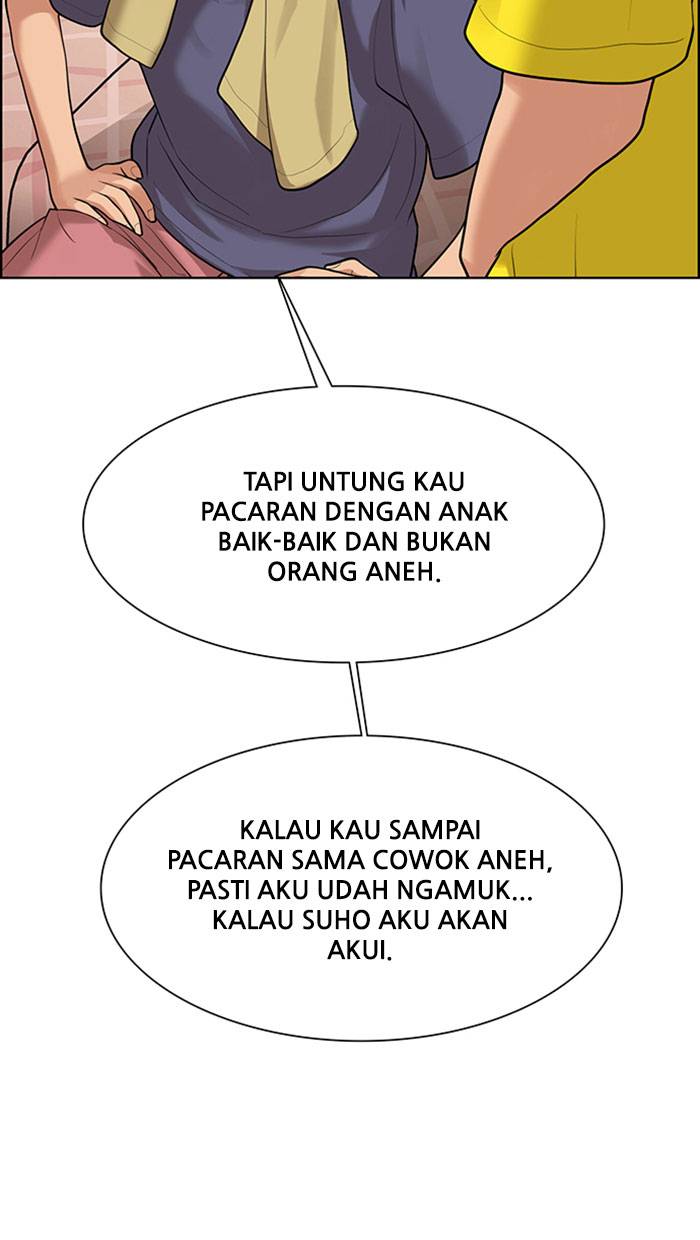 TAPI UNTUNG KAU
PACARAN DENGAN ANAK
BAIK-BAIK DAN BUKAN
ORANG ANEH.
KALAU KAU SAMPAI
PACARAN SAMA COWOK ANEH,
PASTI AKU UDAH NGAMUK...
KALAU SUHO AKU AKAN
AKUI.